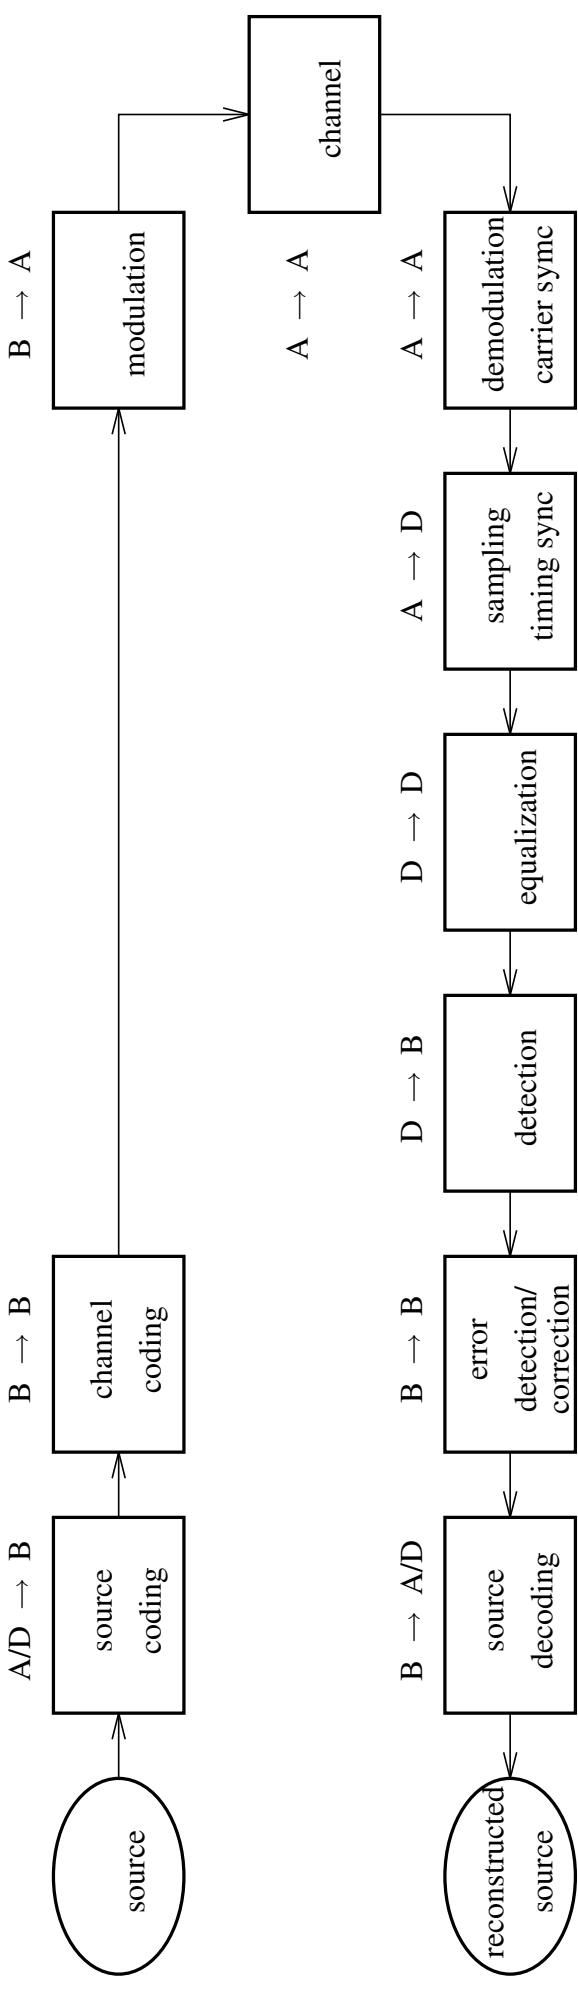 A/D → B
B → B
B → A
source
source
coding
channel
coding
modulation
A → A
channel
B → A/D
B → B
D → B
D → D
A → D
A → A
reconstructed
source
source
decoding
error
detection/
correction
detection
equalization
sampling
timing sync
demodulation
carrier symc